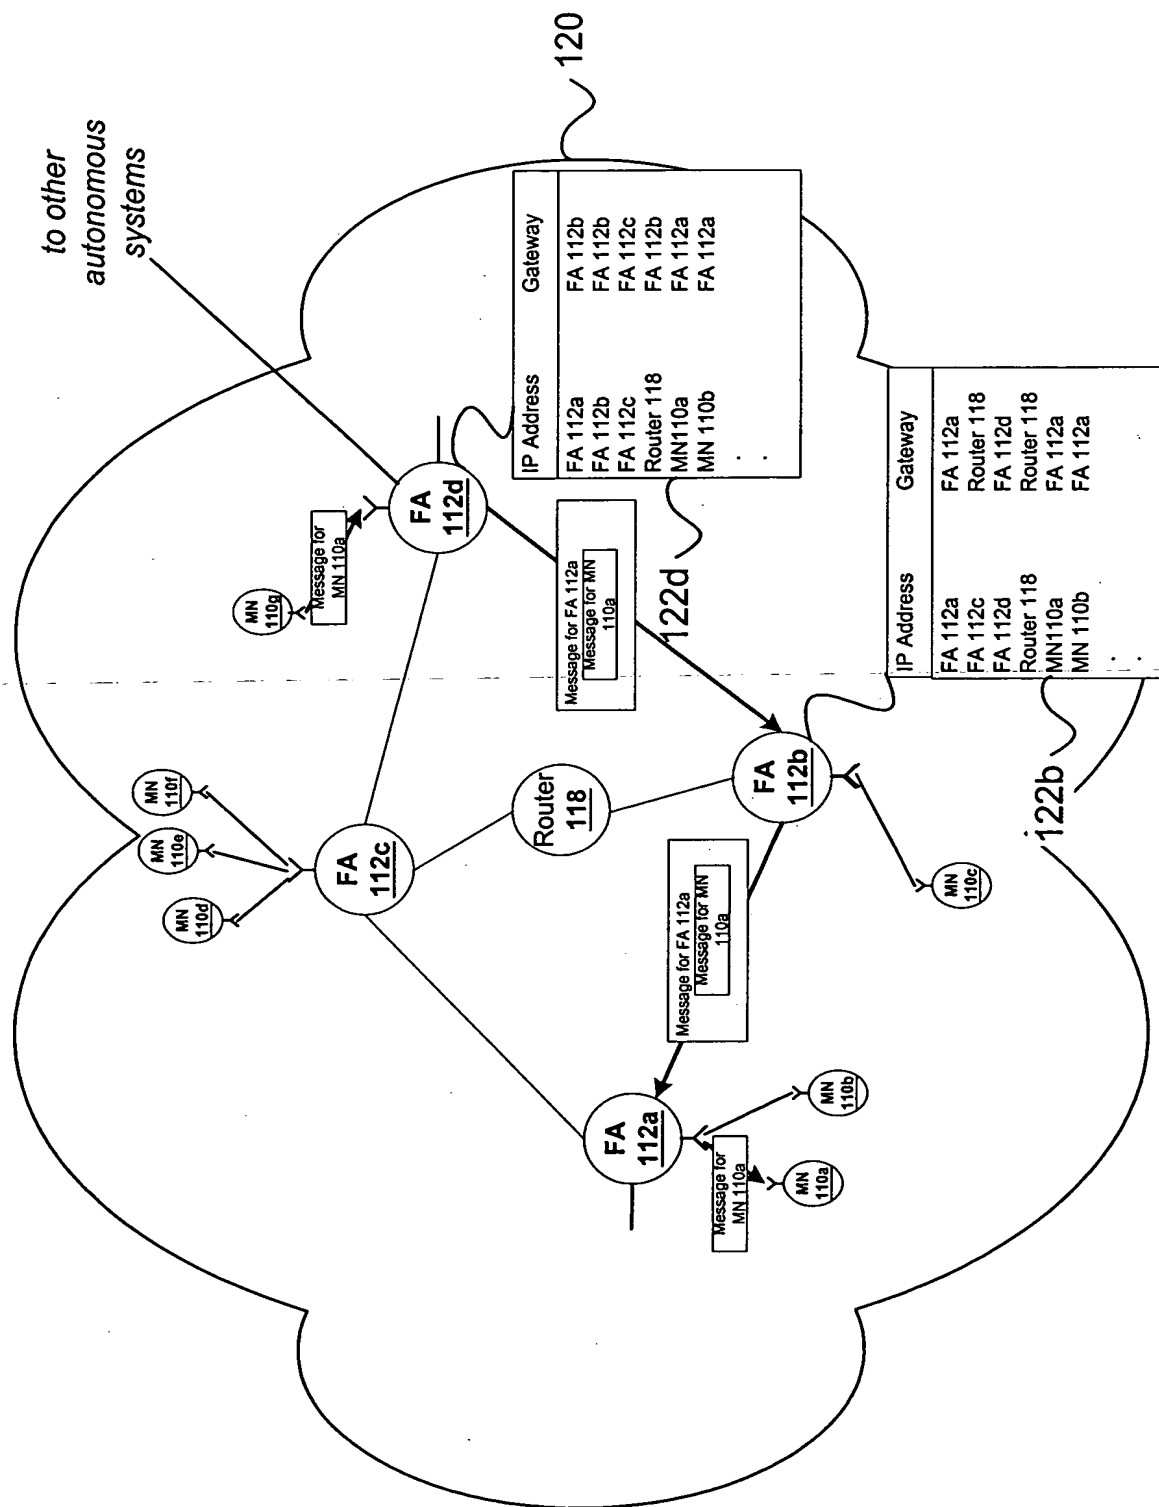 to other
autonomous
systems
120
MN
110g
Message for
MN 110a
FA
112d
IP Address Gateway
FA 112a FA 112b
FA 112b FA 112b
FA 112c FA 112c
Router 118 FA 112b
MN110a FA 112a
MN 110b FA 112a
. .
122d
Message for FA 112a
Message for MN
110a
MN
110f
MN
110e
MN
110d
FA
112c
Router
118
FA
112b
IP Address Gateway
FA 112a FA 112a
FA 112c Router 118
FA 112d FA 112d
Router 118 Router 118
MN110a FA 112a
MN 110b FA 112a
. .
122b
MN
110c
Message for FA 112a
Message for MN
110a
FA
112a
Message for
MN 110a
MN
110b
MN
110a